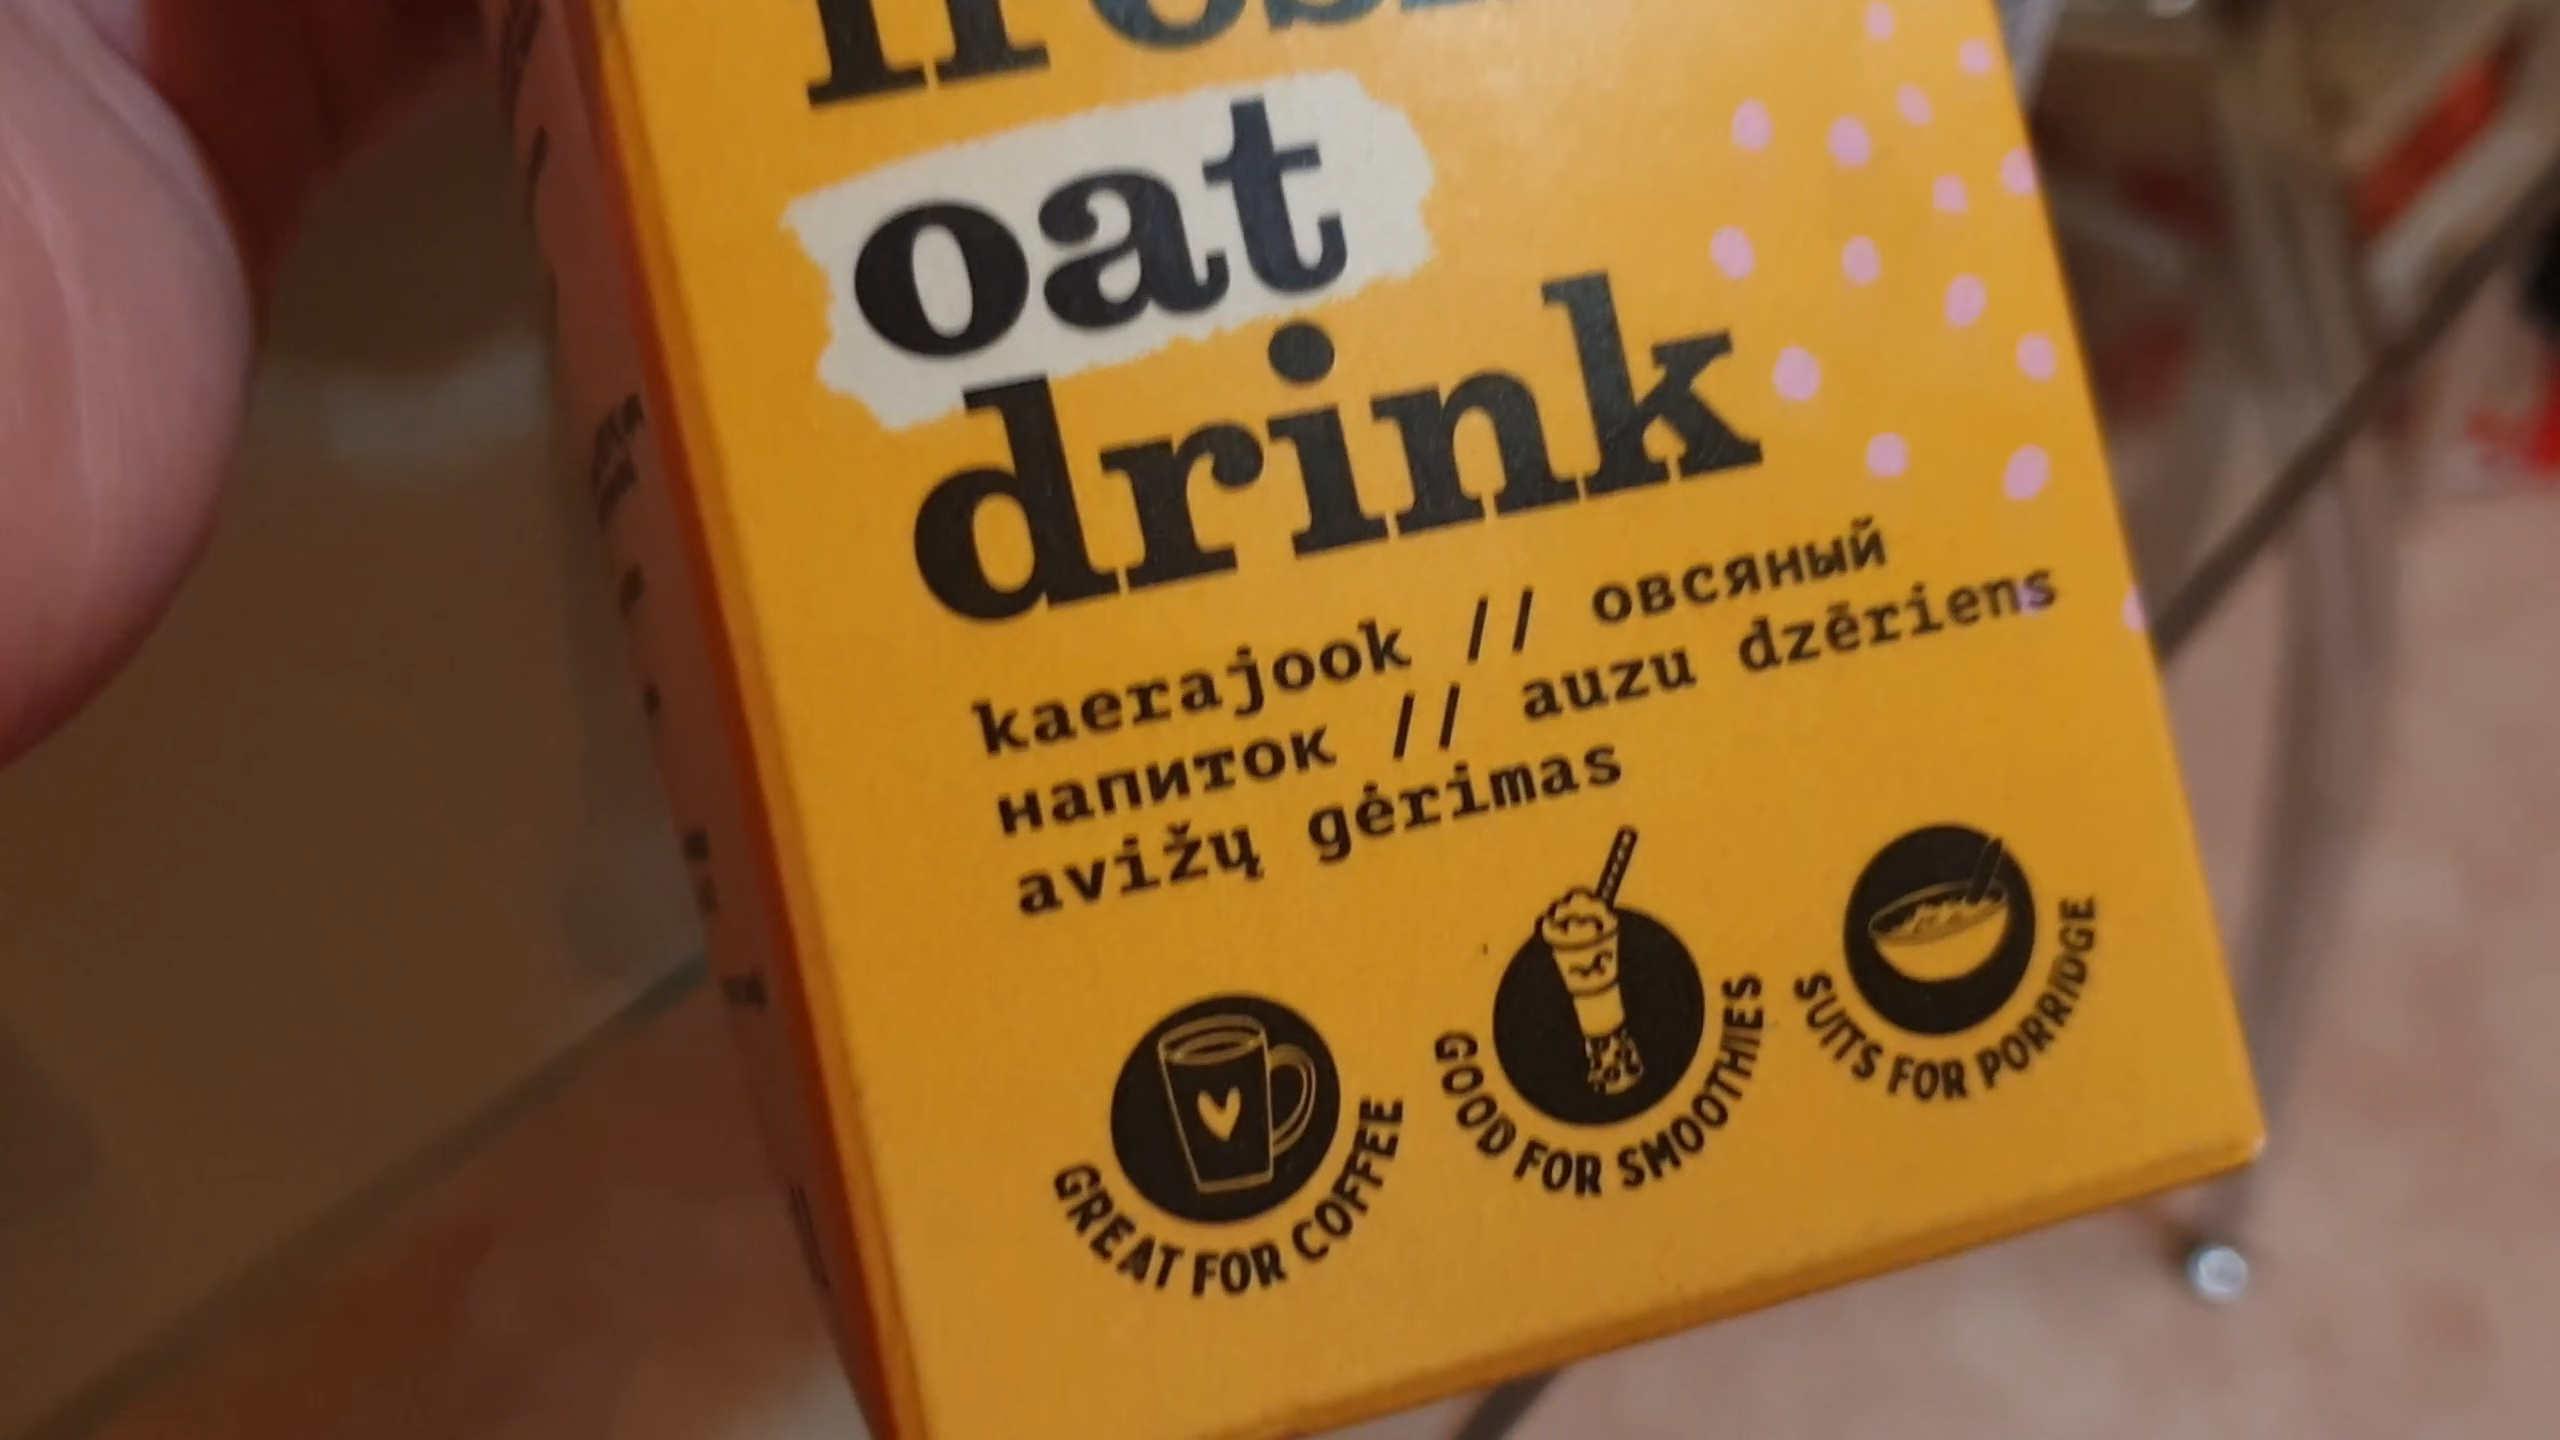 oat
drink
kaerajook // овсяный
напиток // auzu dzēriens
avižų gėrimas
GREAT FOR COFFEE
GOOD FOR SMOOTHIES
SUITS FOR PORRIDGE